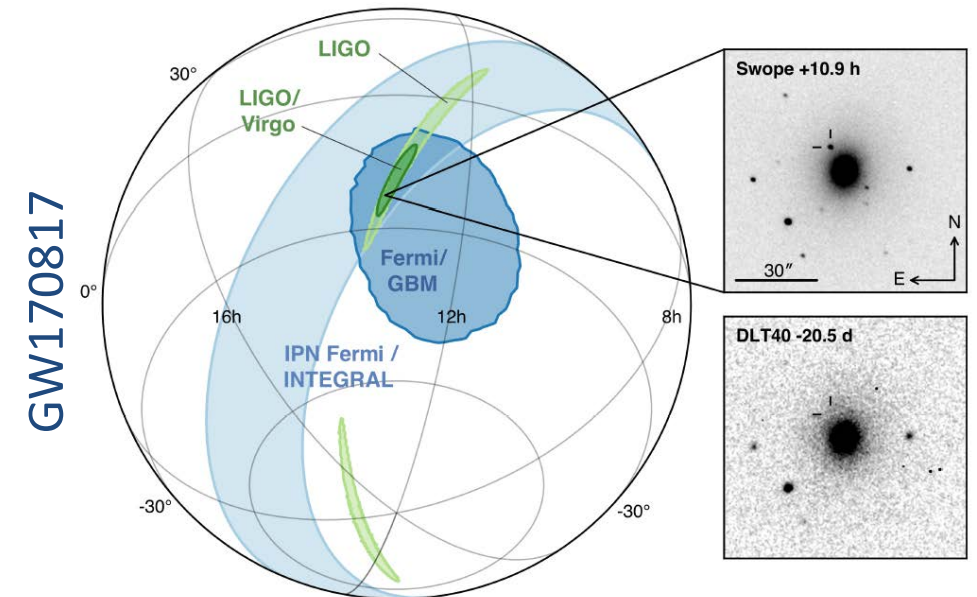 GW170817
LIGO
30°
LIGO/
Virgo
0°
16h
12h
8h
Fermi/
GBM
IPN Fermi /
INTEGRAL
-30°
-30°
Swope +10.9 h
N
E
30″
DLT40 -20.5 d